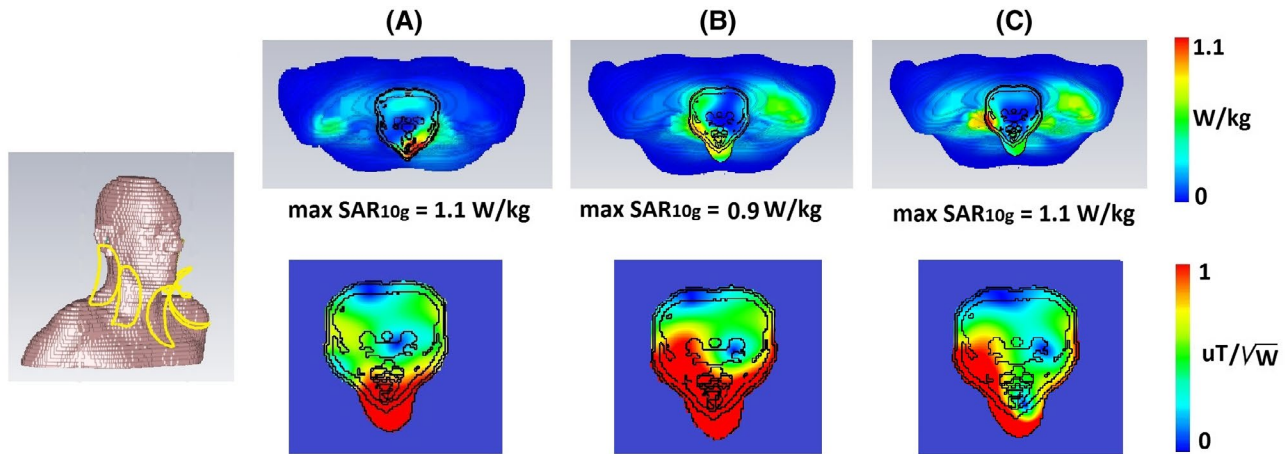 (A) (B) (C)
1.1
W/kg
0
max SAR10g = 1.1 W/kg max SAR10g = 0.9 W/kg max SAR10g = 1.1 W/kg
1
uT/√W
0